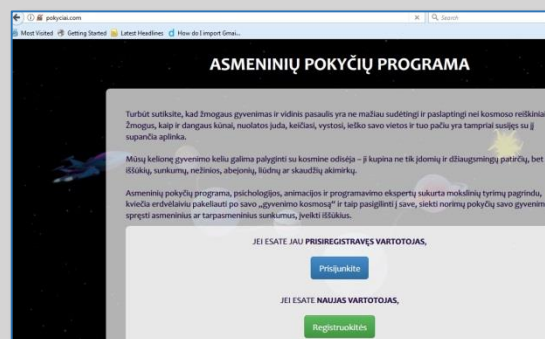 pokyciai.com
Search
Most Visited Getting Started Latest Headlines How do I import Gmai...
ASMENINIŲ POKYČIŲ PROGRAMA
Turbūt sutiksite, kad žmogaus gyvenimas ir vidinis pasaulis yra ne mažiau sudėtingi ir paslaptingi nei kosmoso reiškiniai
Žmogus, kaip ir dangaus kūnai, nuolatos juda, keičiasi, vystosi, ieško savo vietos ir tuo pačiu yra tampriai susijęs su jį
supančia aplinka.
Mūsų kelionę gyvenimo keliu galima palyginti su kosmine odisėja – ji kupina ne tik įdomių ir džiaugsmingų patirčių, bet
iššūkių, sunkumų, nežinios, abejonių, liūdnų ar skaudžių akimirkų.
Asmeninių pokyčių programa, psichologijos, animacijos ir programavimo ekspertų sukurta mokslinių tyrimų pagrindu,
kviečia erdvėlaiviu pakeliauti po savo „gyvenimo kosmosą“ ir taip pasigilinti į save, siekti norimų pokyčių savo gyvenim
spręsti asmeninius ar tarpasmeninius sunkumus, įveikti iššūkius.
JEI ESATE JAU PRISIREGISTRAVĘS VARTOTOJAS,
Prisijunkite
JEI ESATE NAUJAS VARTOTOJAS,
Registruokitės